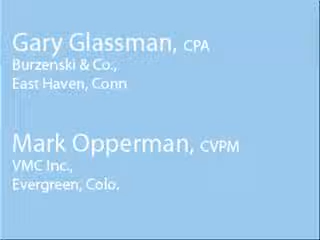 Gary Glassman, CPA
Burzenski & Co.,
East Haven, Conn
Mark Opperman, CVPM
VMC Inc.,
Evergreen, Colo.